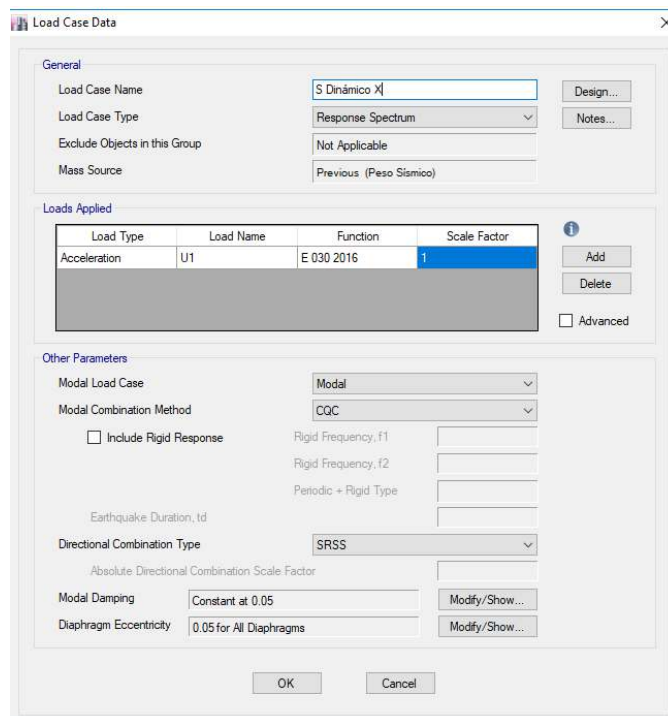 Load Case Data
General
Load Case Name S Dinámico X Design...
Load Case Type Response Spectrum Notes...
Exclude Objects in this Group Not Applicable
Mass Source Previous (Peso Sísmico)
Loads Applied
Load Type Load Name Function Scale Factor
Acceleration U1 E 030 2016 1 Add
Delete
Advanced
Other Parameters
Modal Load Case Modal
Modal Combination Method CQC
Include Rigid Response Rigid Frequency, f1
Rigid Frequency, f2
Periodic + Rigid Type
Earthquake Duration, td
Directional Combination Type SRSS
Absolute Directional Combination Scale Factor
Modal Damping Constant at 0.05 Modify/Show...
Diaphragm Eccentricity 0.05 for All Diaphragms Modify/Show...
OK Cancel